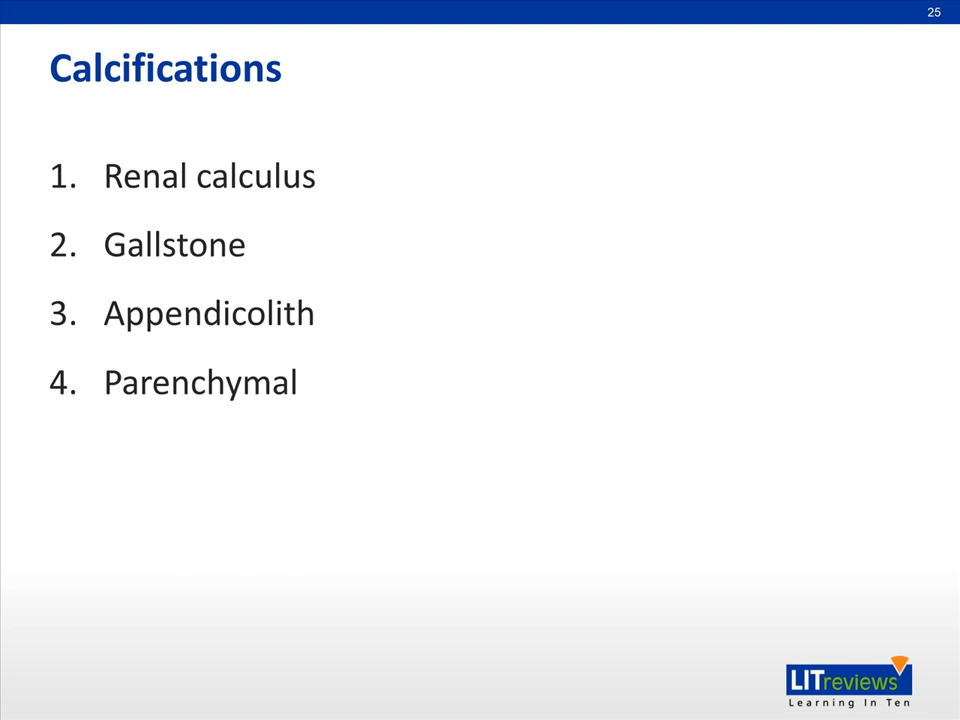 25
Calcifications
1. Renal calculus
2. Gallstone
3. Appendicolith
4. Parenchymal
LITreviews
Learning In Ten